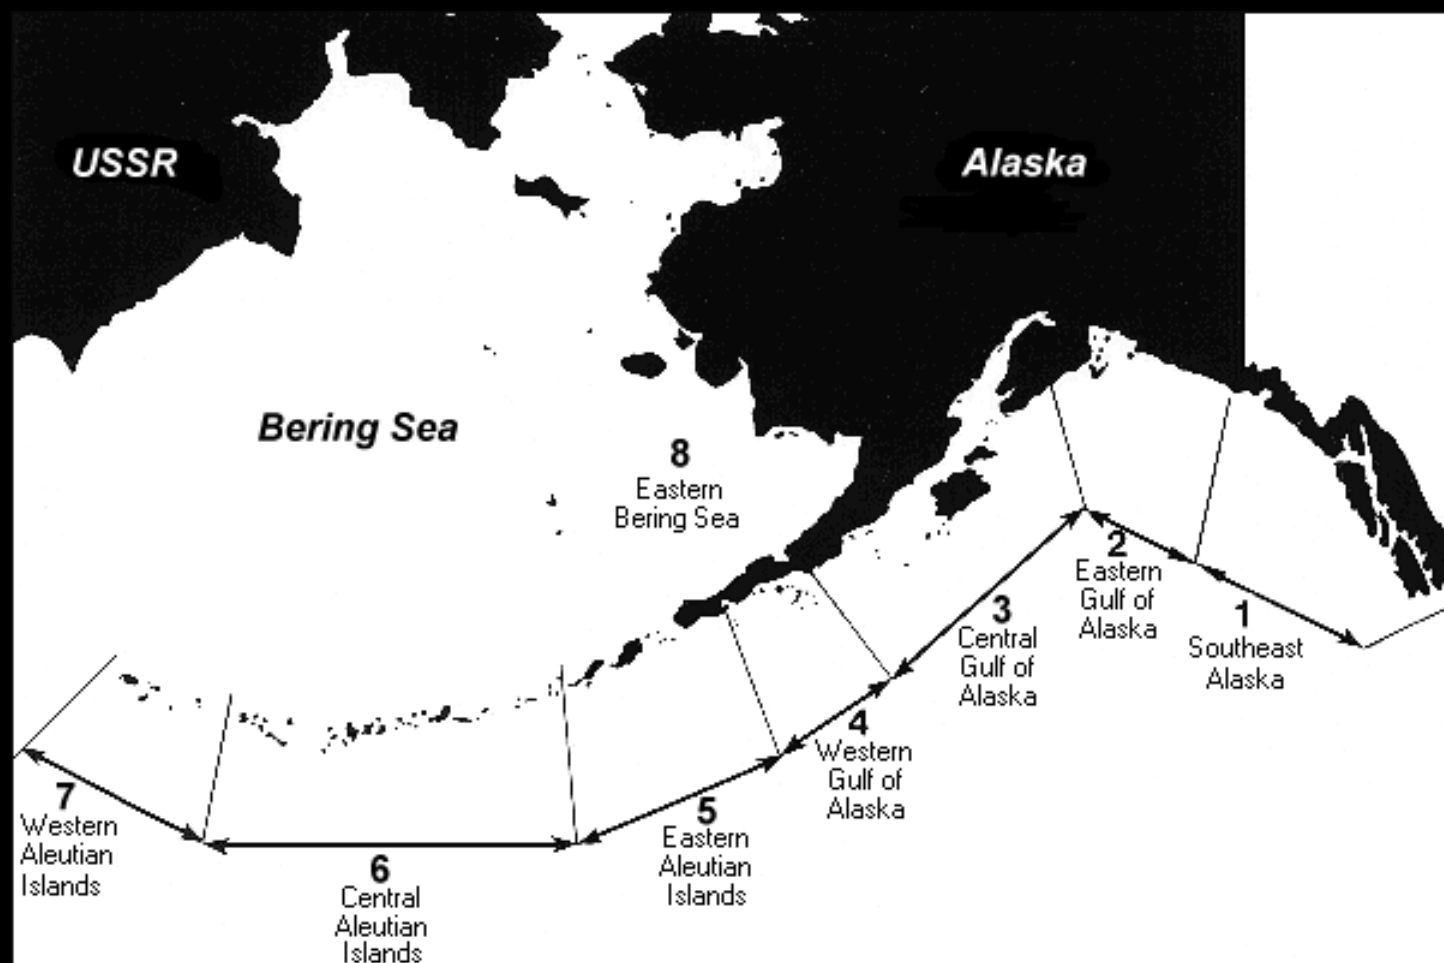 USSR
Alaska
Bering Sea
8
Eastern
Bering Sea
2
Eastern
Gulf of
Alaska
1
Southeast
Alaska
3
Central
Gulf of
Alaska
4
Western
Gulf of
Alaska
5
Eastern
Aleutian
Islands
6
Central
Aleutian
Islands
7
Western
Aleutian
Islands